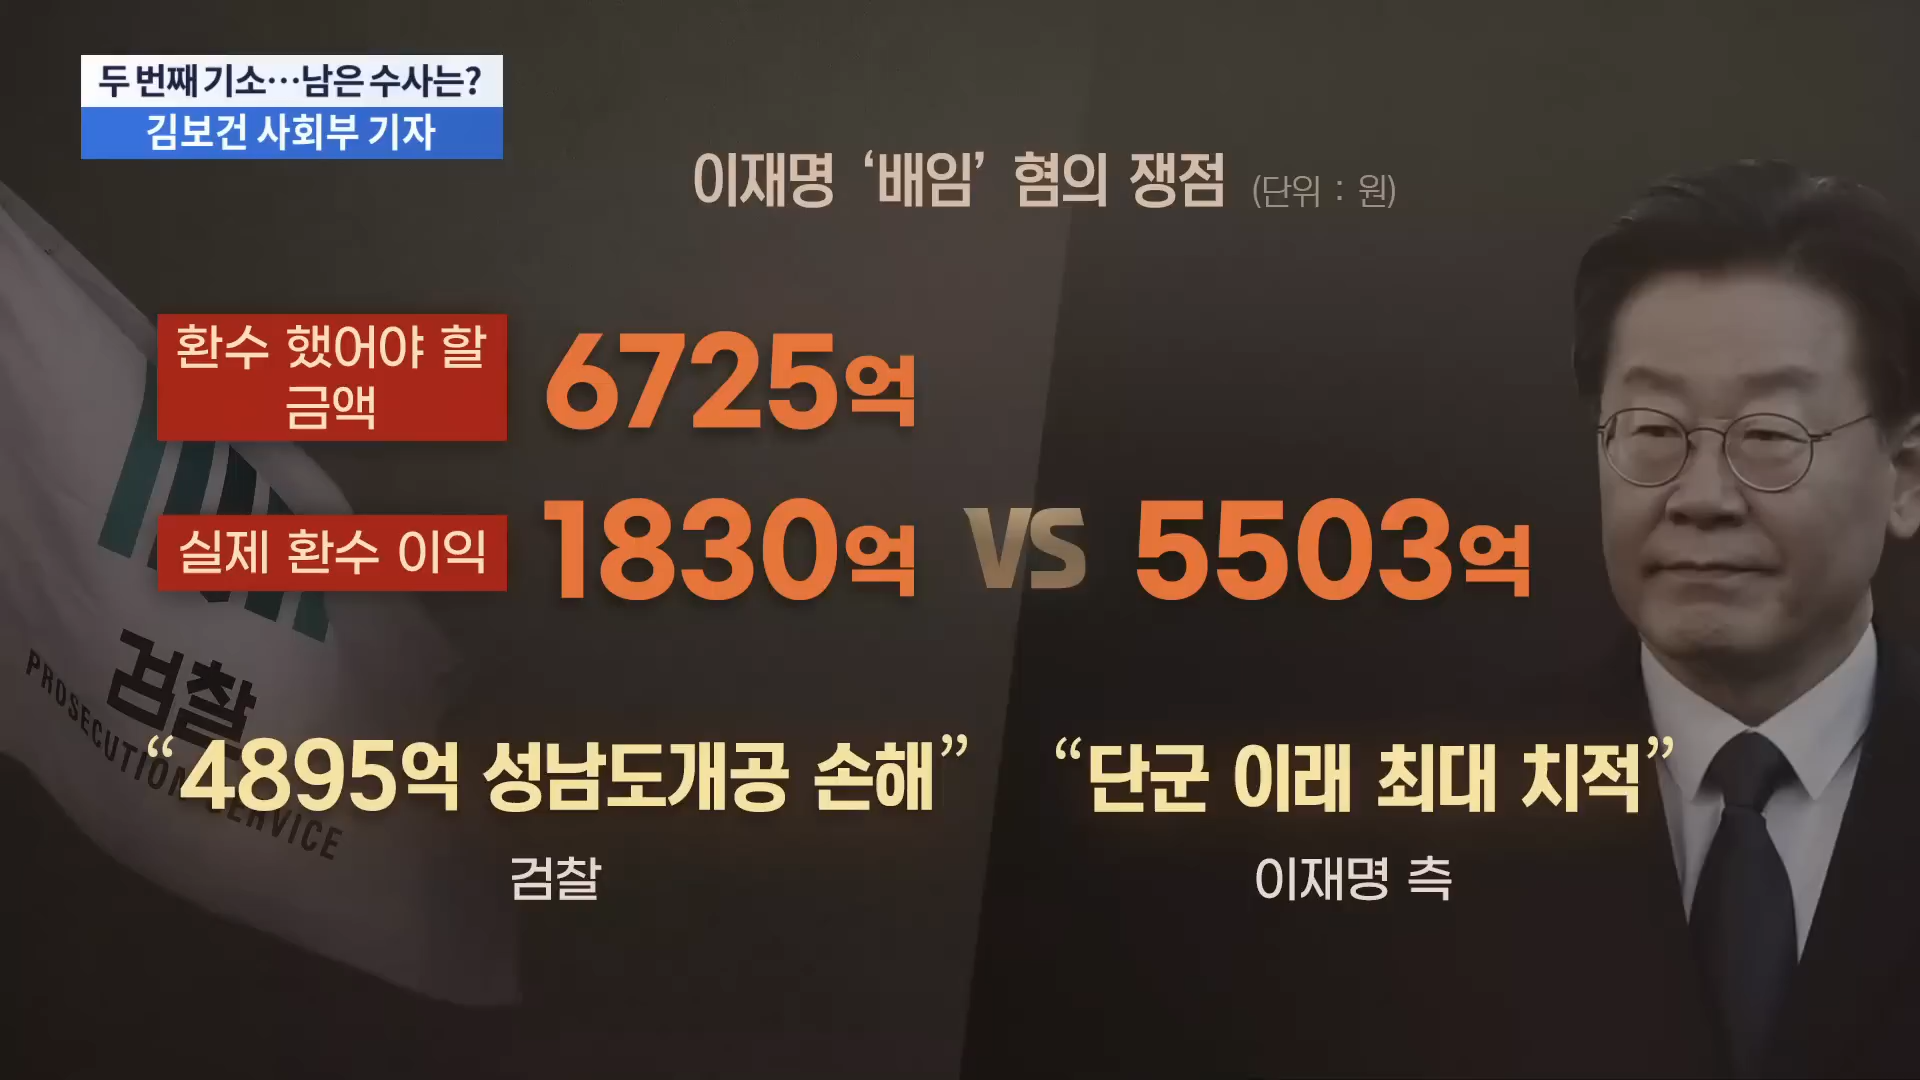 두 번째 기소…남은 수사는?
김보건 사회부 기자
이재명 ‘배임’ 혐의 쟁점 (단위 : 원)
환수 했어야 할
금액
6725억
실제 환수 이익
1830억 VS 5503억
검찰
PROSECUTION SERVICE
“4895억 성남도개공 손해”
검찰
“단군 이래 최대 치적”
이재명 측